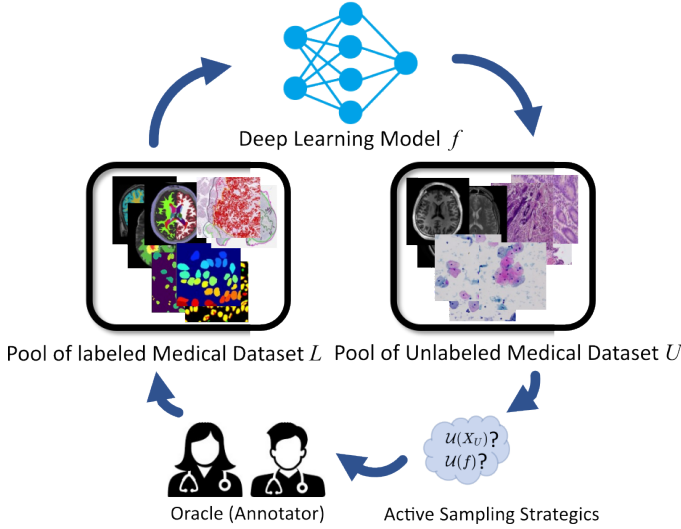 Deep Learning Model f
Pool of labeled Medical Dataset L
Pool of Unlabeled Medical Dataset U
𝒰(X_U)?
𝒰(f)?
Oracle (Annotator)
Active Sampling Strategics